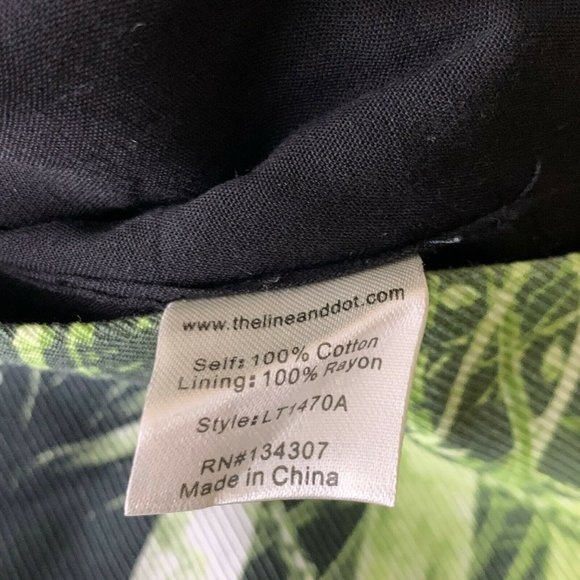 www.thelineanddot.com
Self: 100% Cotton
Lining: 100% Rayon
Style: LT1470A
RN#134307
Made in China